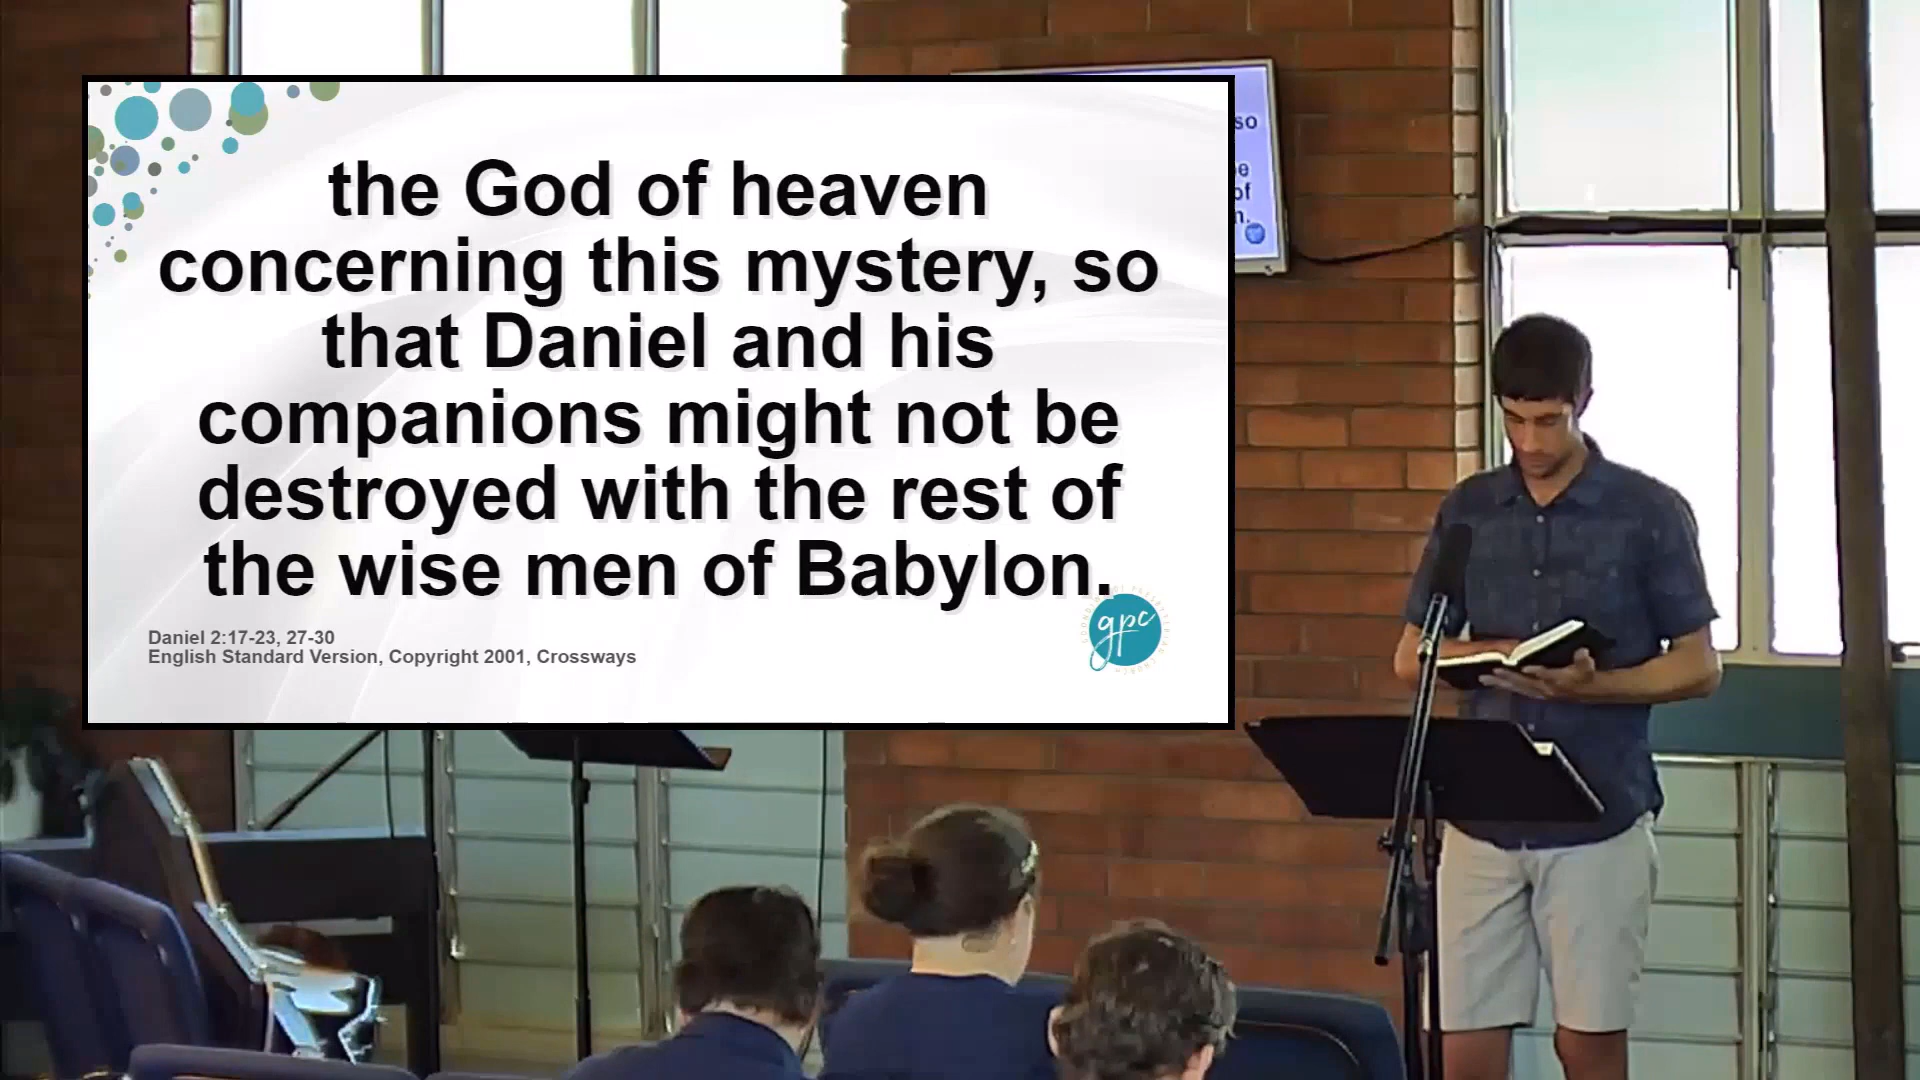 the God of heaven
concerning this mystery, so
that Daniel and his
companions might not be
destroyed with the rest of
the wise men of Babylon.
Daniel 2:17-23, 27-30
English Standard Version, Copyright 2001, Crossways
gpc
so
of